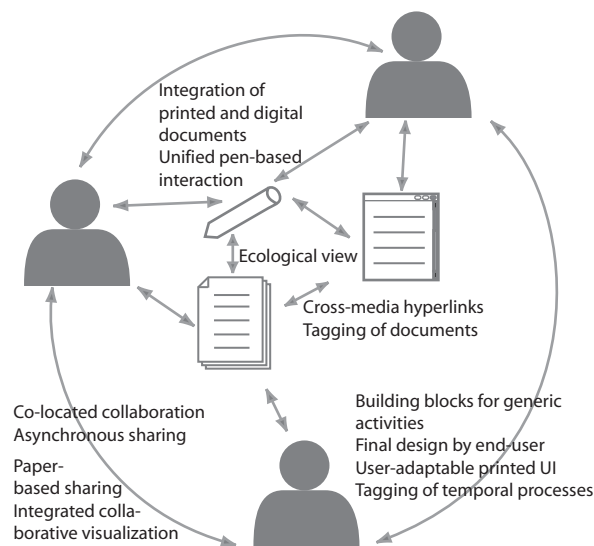 Integration of
printed and digital
documents
Unified pen-based
interaction
Ecological view
Cross-media hyperlinks
Tagging of documents
Co-located collaboration
Asynchronous sharing
Paper-
based sharing
Integrated colla-
borative visualization
Building blocks for generic
activities
Final design by end-user
User-adaptable printed UI
Tagging of temporal processes